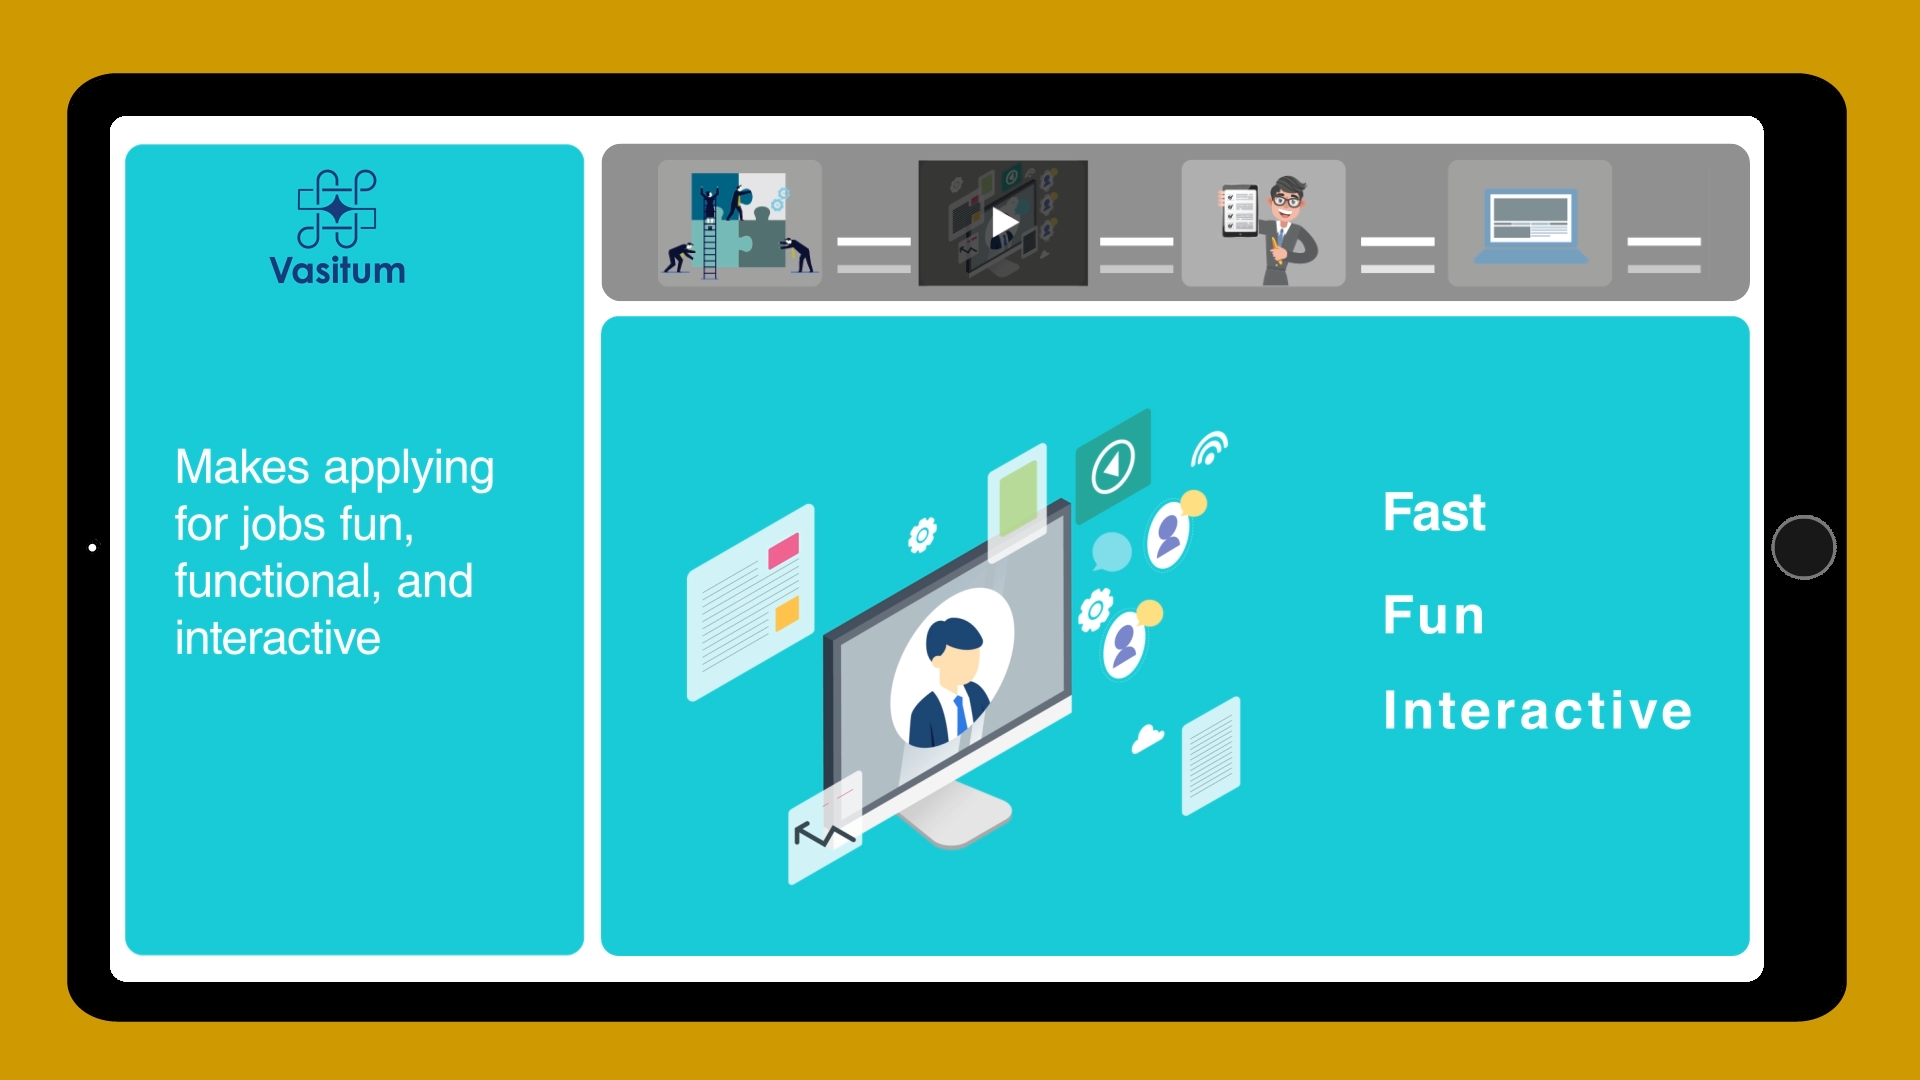 Vasitum
Makes applying
for jobs fun,
functional, and
interactive
Fast
Fun
Interactive